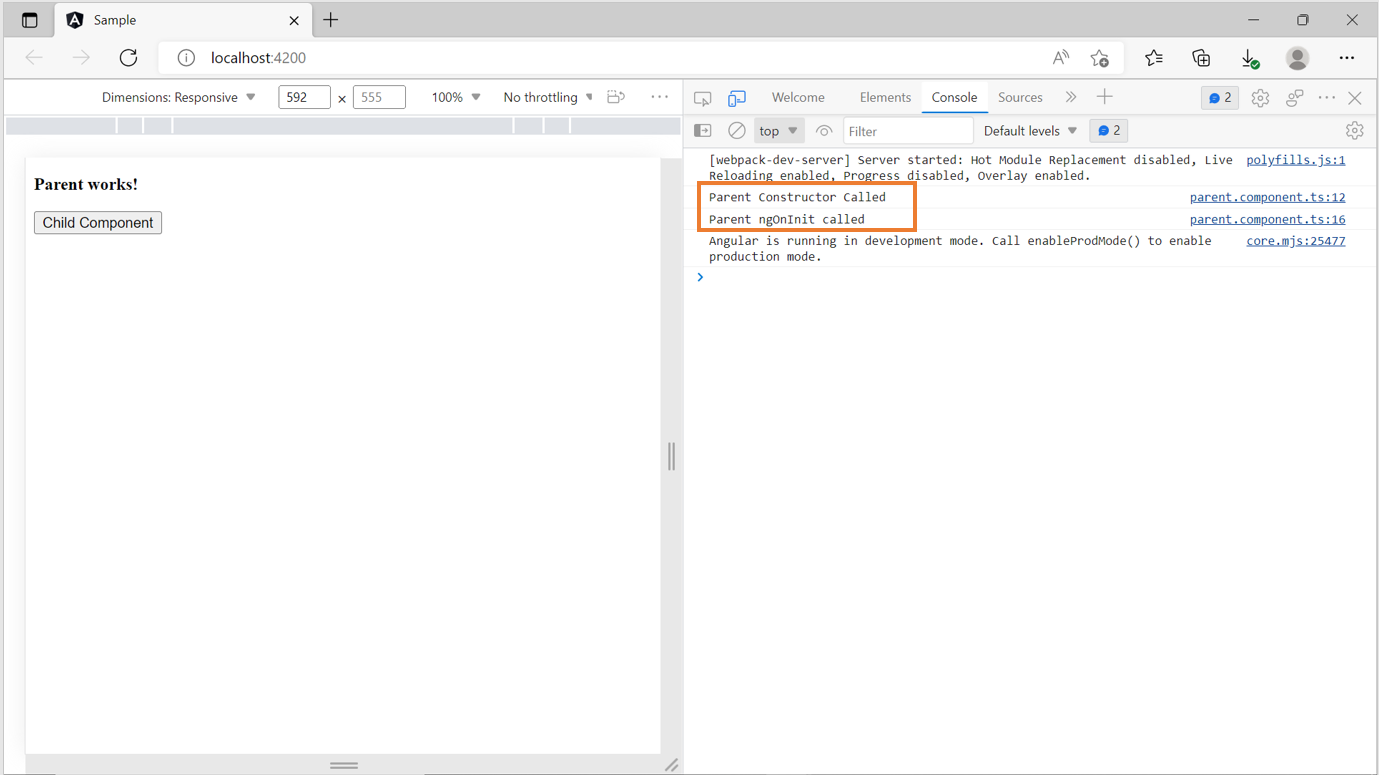 Sample
localhost:4200
Dimensions: Responsive 592 × 555 100% No throttling
Welcome Elements Console Sources 2
top Filter Default levels 2
[webpack-dev-server] Server started: Hot Module Replacement disabled, Live polyfills.js:1
Reloading enabled, Progress disabled, Overlay enabled.
Parent Constructor Called parent.component.ts:12
Parent ngOnInit called parent.component.ts:16
Angular is running in development mode. Call enableProdMode() to enable core.mjs:25477
production mode.
Parent works!
Child Component